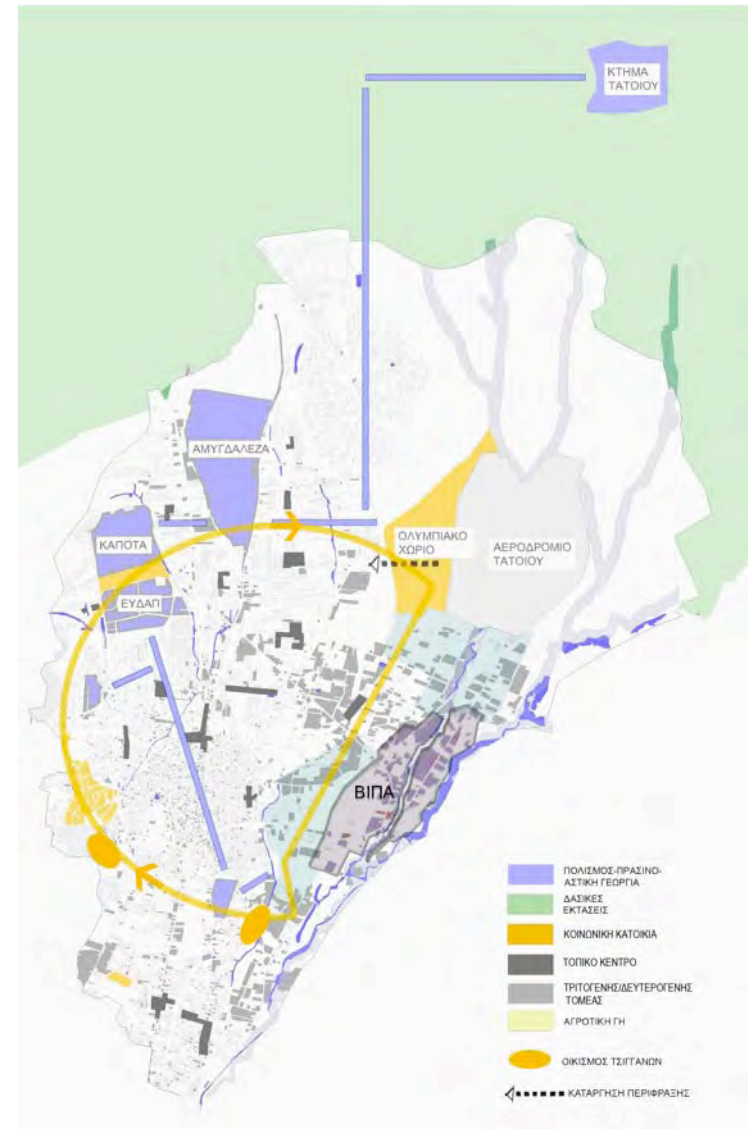 ΚΤΗΜΑ
ΤΑΤΟΙΟΥ
ΑΜΥΓΔΑΛΕΖΑ
ΚΑΠΟΤΑ
ΟΛΥΜΠΙΑΚΟ
ΧΩΡΙΟ
ΑΕΡΟΔΡΟΜΙΟ
ΤΑΤΟΙΟΥ
ΕΥΔΑΠ
ΒΙΠΑ
ΠΟΛΙΣΜΟΣ-ΠΡΑΣΙΝΟ-
ΑΣΤΙΚΗ ΓΕΩΡΓΙΑ
ΔΑΣΙΚΕΣ
ΕΚΤΑΣΕΙΣ
ΚΟΙΝΩΝΙΚΗ ΚΑΤΟΙΚΙΑ
ΤΟΠΙΚΟ ΚΕΝΤΡΟ
ΤΡΙΤΟΓΕΝΗΣ/ΔΕΥΤΕΡΟΓΕΝΗΣ
ΤΟΜΕΑΣ
ΑΓΡΟΤΙΚΗ ΓΗ
ΟΙΚΙΣΜΟΣ ΤΣΙΓΓΑΝΩΝ
ΚΑΤΑΡΓΗΣΗ ΠΕΡΙΦΡΑΞΗΣ